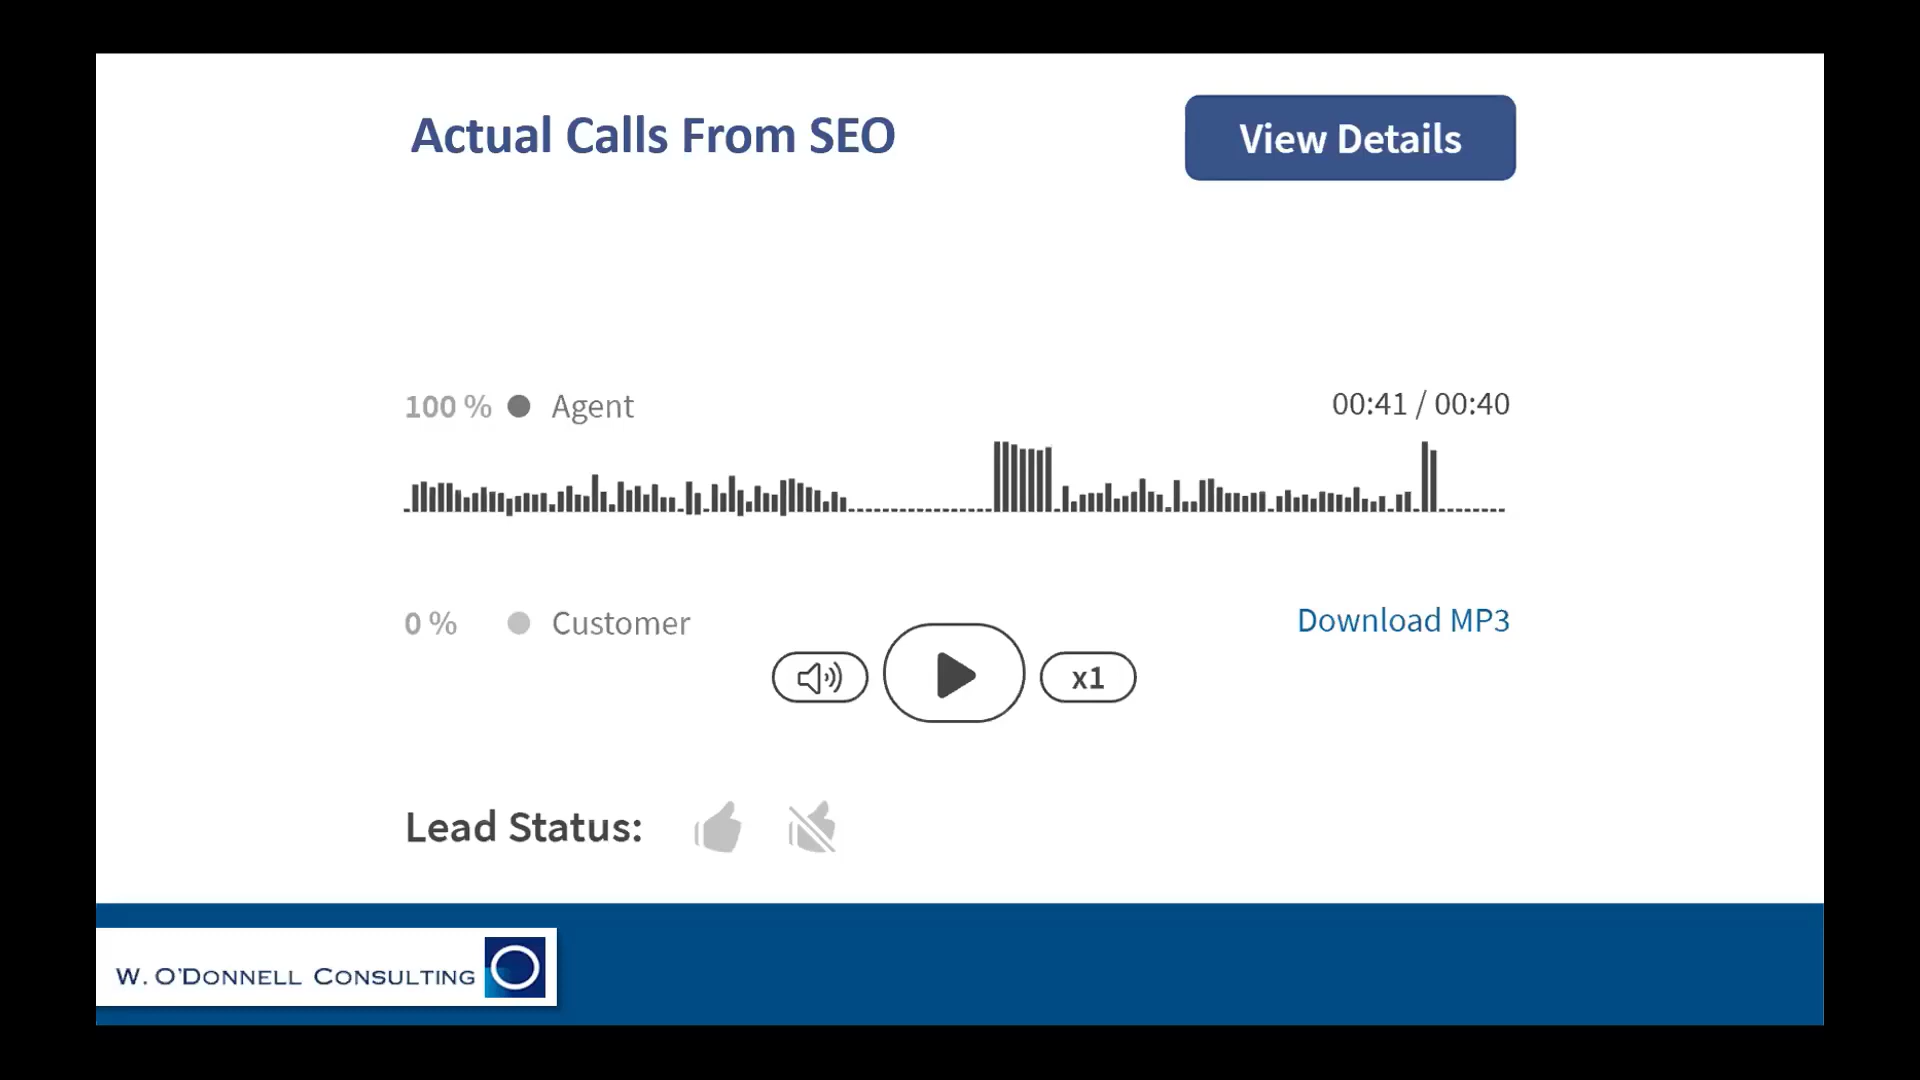 Actual Calls From SEO
View Details
100 % Agent
00:41 / 00:40
0 % Customer
Download MP3
x1
Lead Status:
W. O'DONNELL CONSULTING